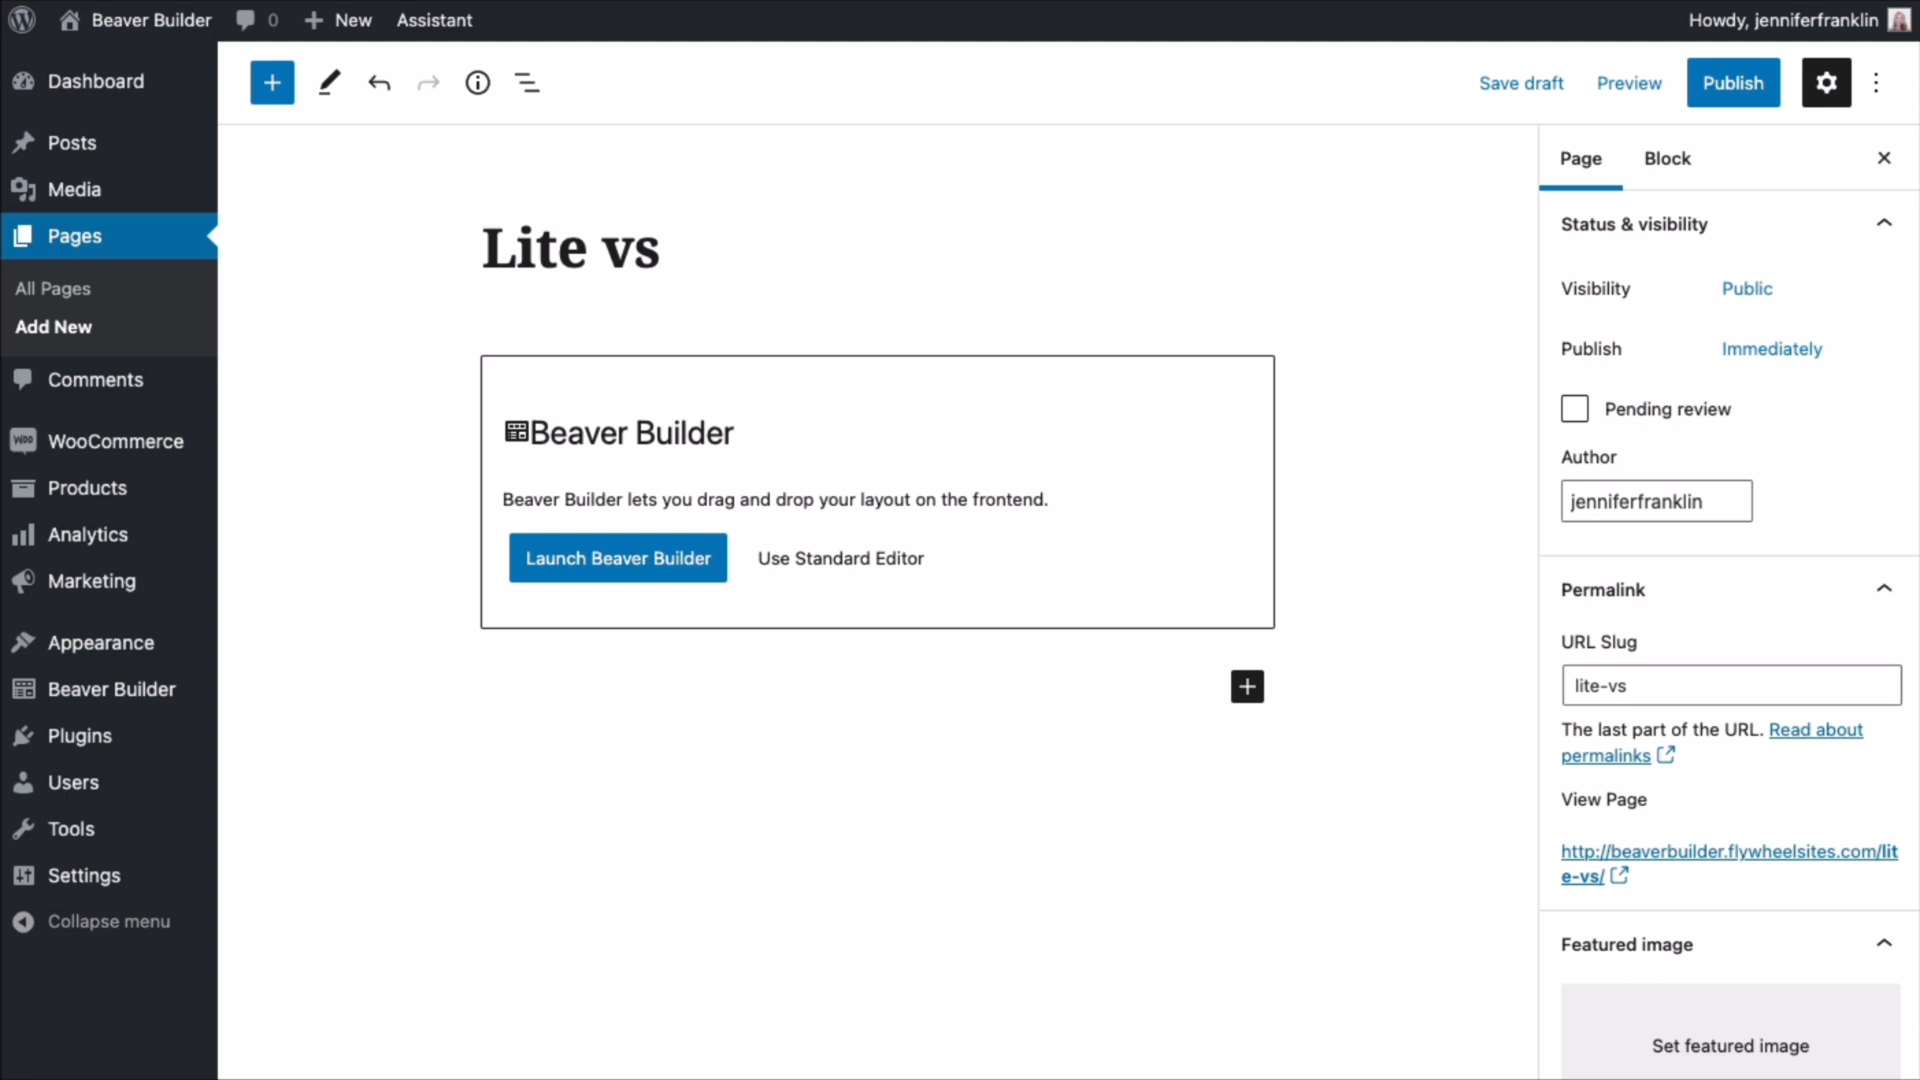 Beaver Builder 0 New Assistant Howdy, jenniferfranklin
Dashboard
Posts
Media
Pages
All Pages
Add New
Comments
WooCommerce
Products
Analytics
Marketing
Appearance
Beaver Builder
Plugins
Users
Tools
Settings
Collapse menu
Save draft Preview Publish
Lite vs
Beaver Builder
Beaver Builder lets you drag and drop your layout on the frontend.
Launch Beaver Builder Use Standard Editor
Page Block
Status & visibility
Visibility Public
Publish Immediately
Pending review
Author
jenniferfranklin
Permalink
URL Slug
lite-vs
The last part of the URL. Read about
permalinks
View Page
http://beaverbuilder.flywheelsites.com/lit
e-vs/
Featured image
Set featured image